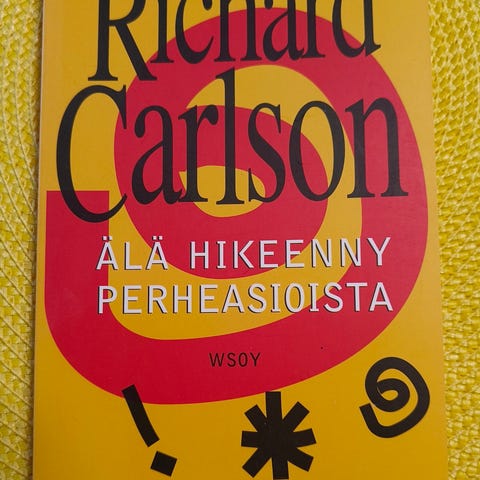 Richard
Carlson
ÄLÄ HIKEENNY
PERHEASIOISTA
WSOY
! *